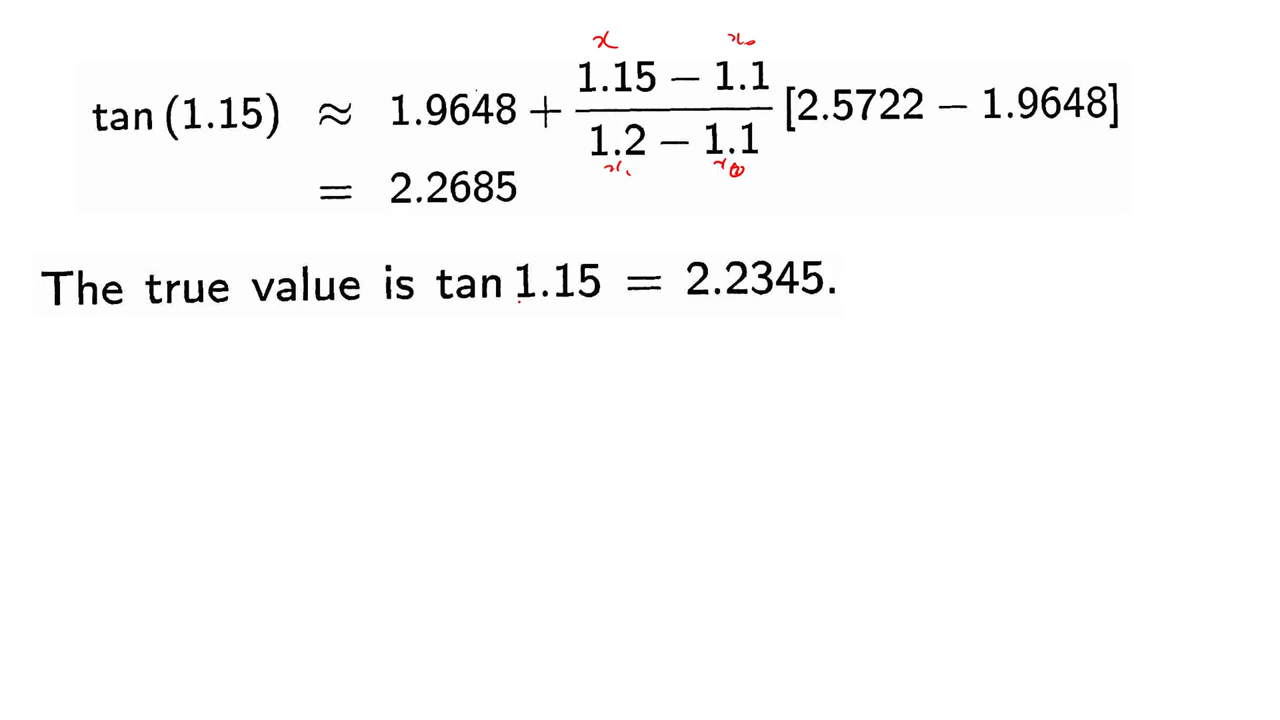 x x₀
tan (1.15) ≈ 1.9648 + \frac{1.15 − 1.1}{1.2 − 1.1} [2.5722 − 1.9648]
x₁ x₀
= 2.2685
The true value is tan 1.15 = 2.2345.